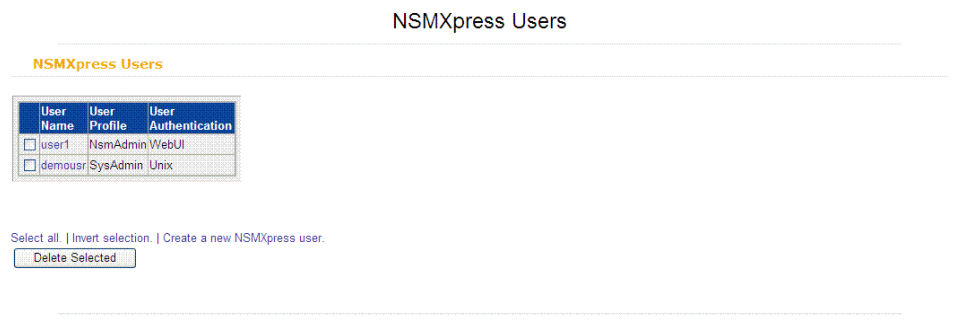 NSMXpress Users
NSMXpress Users
User Name User Profile User Authentication
user1 NsmAdmin WebUI
demousr SysAdmin Unix
Select all. | Invert selection. | Create a new NSMXpress user.
Delete Selected